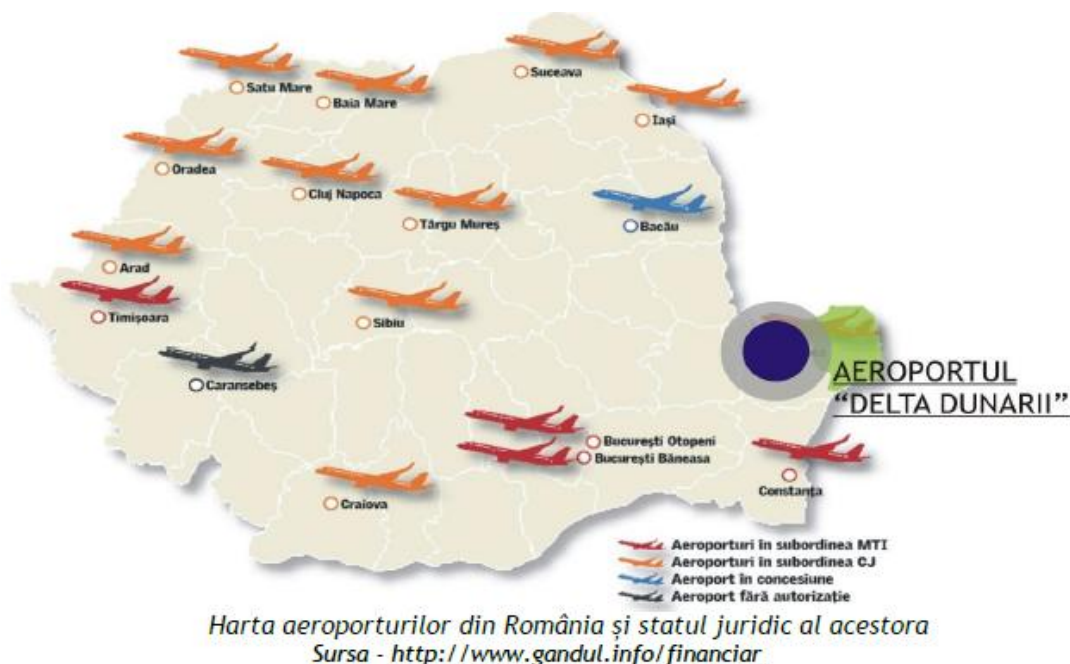 Satu Mare
Baia Mare
Suceava
Iași
Oradea
Cluj Napoca
Târgu Mureș
Bacău
Arad
Timișoara
Sibiu
Caransebeș
AEROPORTUL
“DELTA DUNARII”
București Otopeni
București Băneasa
Constanța
Craiova
Aeroporturi în subordinea MTI
Aeroporturi în subordinea CJ
Aeroport în concesiune
Aeroport fără autorizație
Harta aeroporturilor din România și statul juridic al acestora
Sursa - http://www.gandul.info/financiar